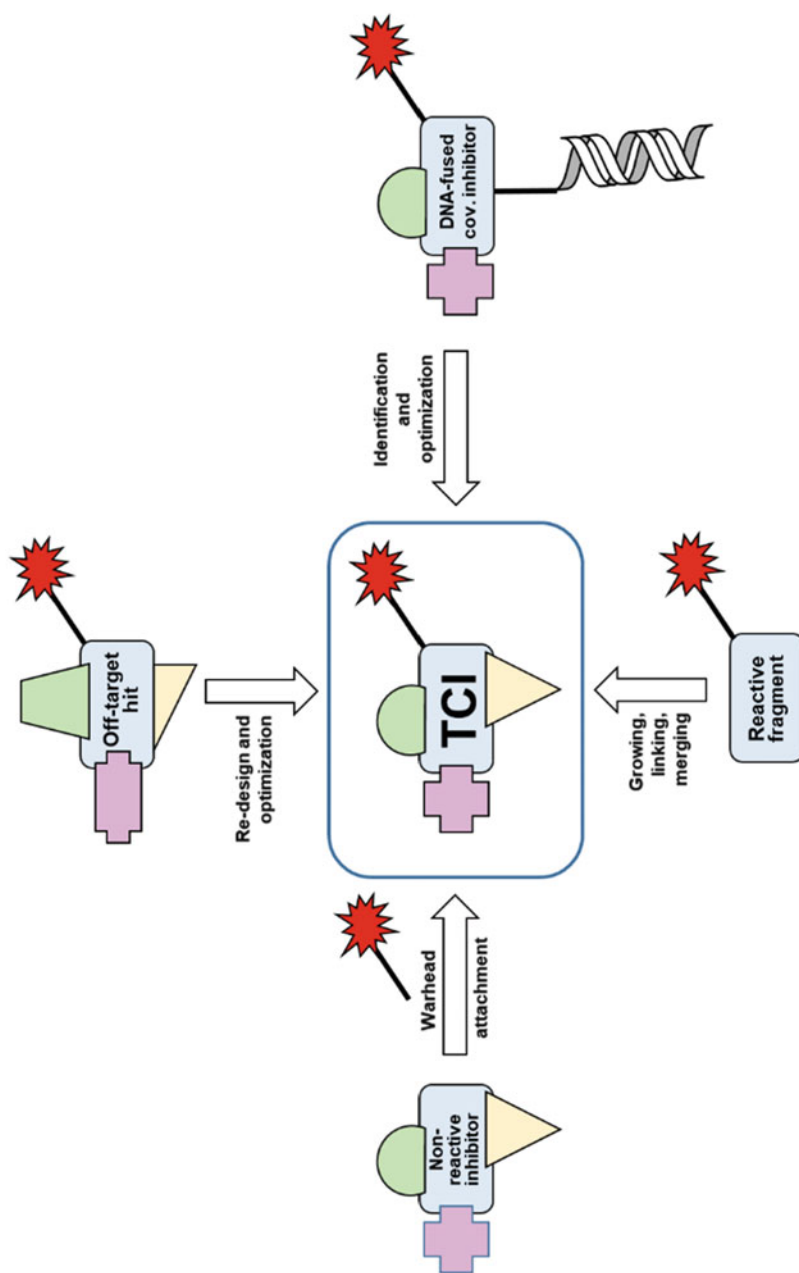 Off-target
hit
Re-design and
optimization
Non-
reactive
inhibitor
Warhead
attachment
TCI
Identification
and
optimization
DNA-fused
cov. inhibitor
Growing,
linking,
merging
Reactive
fragment